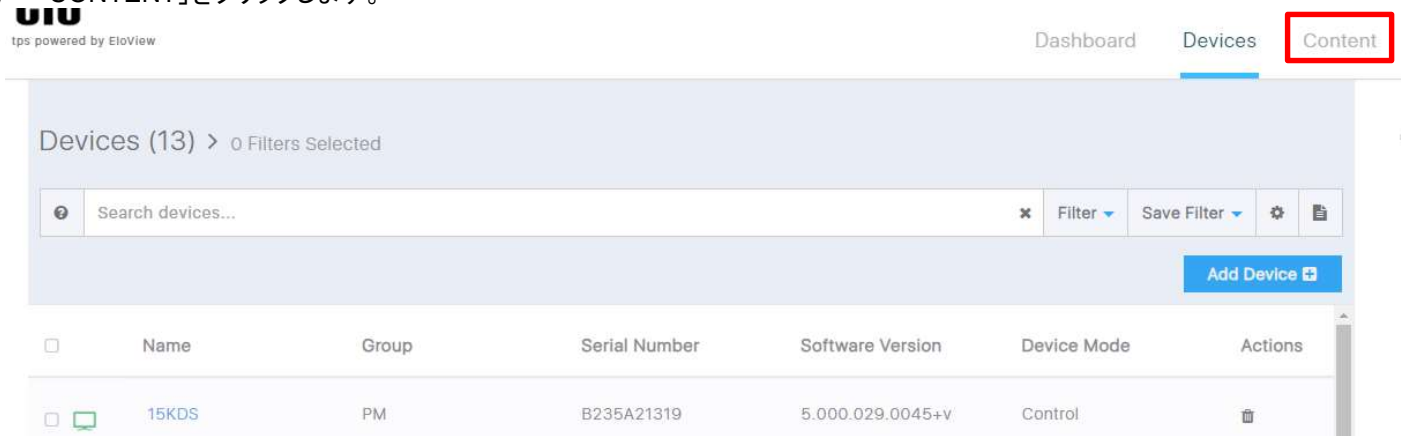 CONTENT」をクリックします。
elo
tps powered by EloView
Dashboard Devices Content
Devices (13) > 0 Filters Selected
Search devices...
Filter
Save Filter
Add Device
Name Group Serial Number Software Version Device Mode Actions
15KDS PM B235A21319 5.000.029.0045+v Control